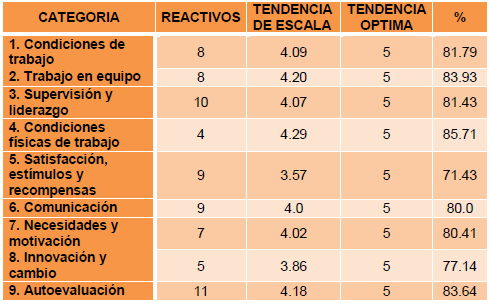 CATEGORIA REACTIVOS TENDENCIA DE ESCALA TENDENCIA OPTIMA %
1. Condiciones de trabajo 8 4.09 5 81.79
2. Trabajo en equipo 8 4.20 5 83.93
3. Supervisión y liderazgo 10 4.07 5 81.43
4. Condiciones físicas de trabajo 4 4.29 5 85.71
5. Satisfacción, estímulos y recompensas 9 3.57 5 71.43
6. Comunicación 9 4.0 5 80.0
7. Necesidades y motivación 7 4.02 5 80.41
8. Innovación y cambio 5 3.86 5 77.14
9. Autoevaluación 11 4.18 5 83.64